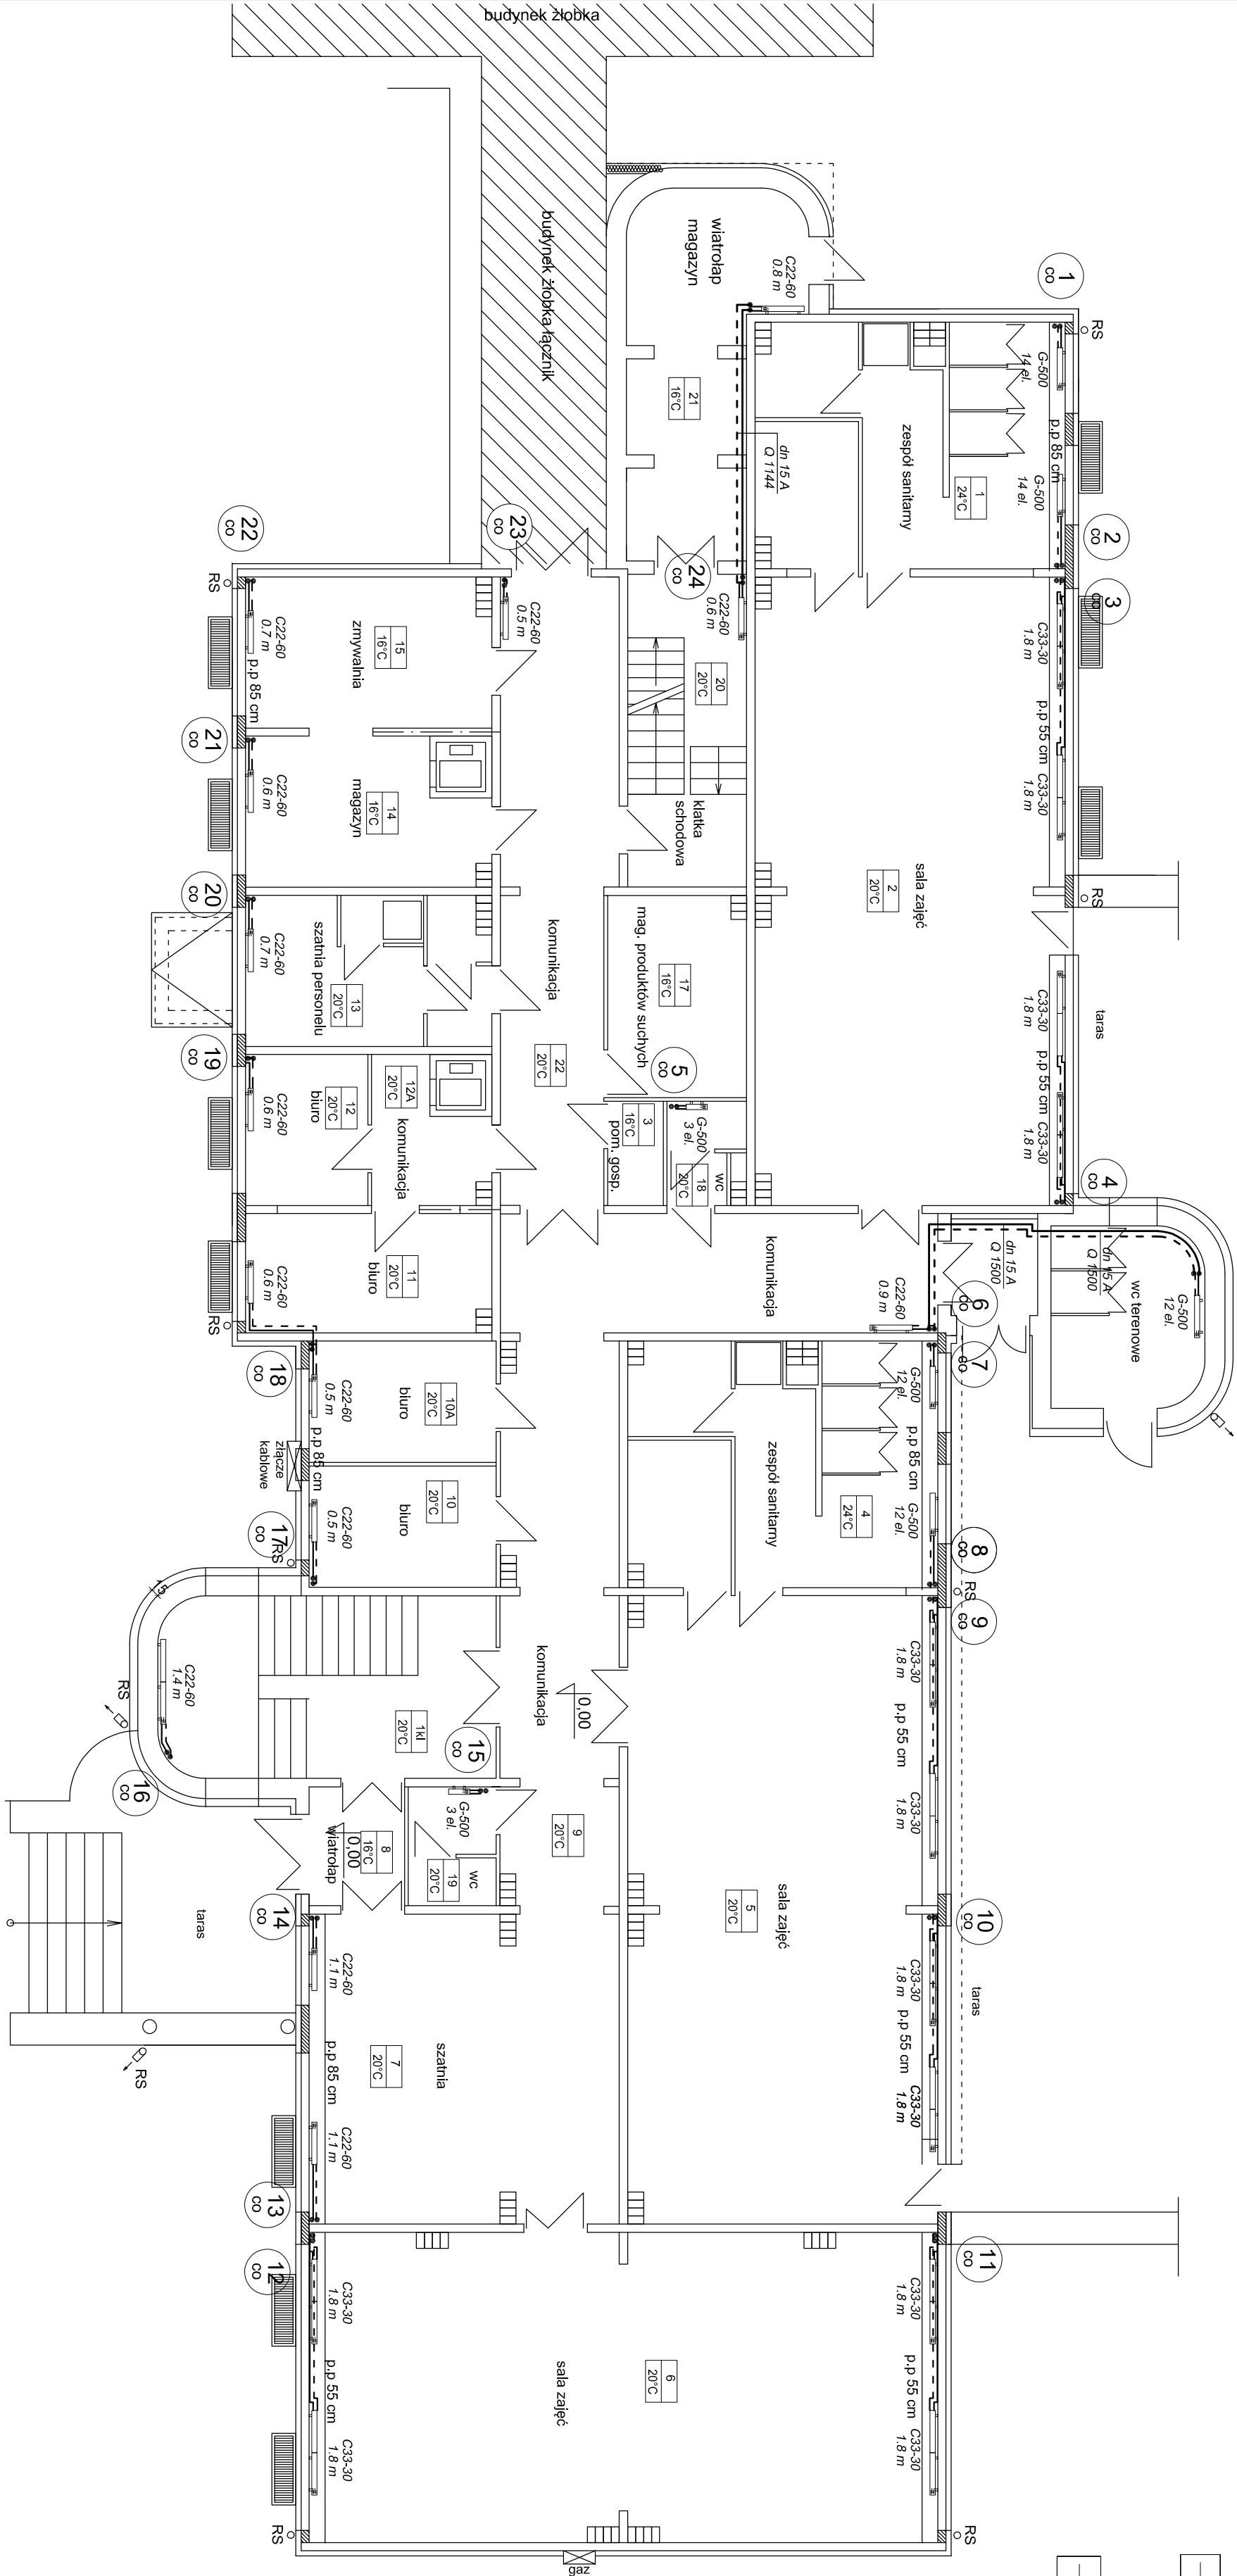 budynek żłobka
budynek żłobka łącznik
wiatrołap
magazyn
C22-60
0.8 m
1
co
RS
G-500
14 el.
p.p 85 cm
G-500
14 el.
21
16°C
dn 15 A
Q 1144
zespół sanitarny
1
24°C
2
co
3
co
22
co
23
co
24
co
RS
C22-60
0.5 m
C22-60
0.6 m
C33-30
1.8 m
C22-60
0.7 m
p.p 85 cm
zmywalnia
15
16°C
20
20°C
p.p 55 cm
C33-30
1.8 m
21
co
C22-60
0.6 m
magazyn
14
16°C
klatka
schodowa
sala zajęć
2
20°C
RS
20
co
C22-60
0.7 m
szatnia personelu
13
20°C
komunikacja
mag. produktów suchych
17
16°C
C33-30
1.8 m
taras
p.p 55 cm
C33-30
1.8 m
19
co
C22-60
0.6 m
12
20°C
biuro
12A
20°C
komunikacja
22
20°C
5
co
3
16°C
pom. gosp.
G-500
3 el.
18
20°C
wc
4
co
C22-60
0.6 m
RS
11
20°C
biuro
komunikacja
C22-60
0.9 m
dn 15 A
Q 1500
dn 15 A
Q 1500
wc terenowe
G-500
12 el.
6
co
7
co
18
co
C22-60
0.5 m
p.p 85 cm
złącze
kablowe
10A
20°C
biuro
G-500
12 el.
p.p 85 cm
zespół sanitarny
4
24°C
G-500
12 el.
8
co
RS
17
co
RS
C22-60
0.5 m
10
20°C
biuro
9
co
15
C22-60
1.4 m
RS
16
co
komunikacja
0,00
1kl
20°C
15
co
C33-30
1.8 m
p.p 55 cm
C33-30
1.8 m
wiatrołap
0,00
8
16°C
G-500
3 el.
19
20°C
wc
9
20°C
sala zajęć
5
20°C
10
co
taras
14
co
C22-60
1.1 m
RS
p.p 85 cm
7
20°C
szatnia
C22-60
1.1 m
C33-30
1.8 m
p.p 55 cm
C33-30
1.8 m
taras
13
co
12
co
11
co
C33-30
1.8 m
p.p 55 cm
C33-30
1.8 m
RS
sala zajęć
6
20°C
C33-30
1.8 m
p.p 55 cm
C33-30
1.8 m
RS
gaz